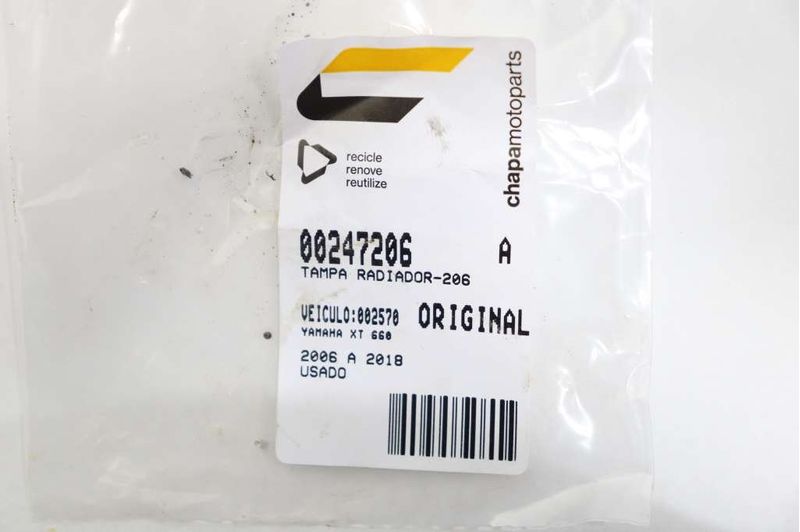 chapamotoparts
recicle
renove
reutilize
00247206 A
TAMPA RADIADOR-206
VEICULO:002570 ORIGINAL
YAMAHA XT 660
2006 A 2018
USADO